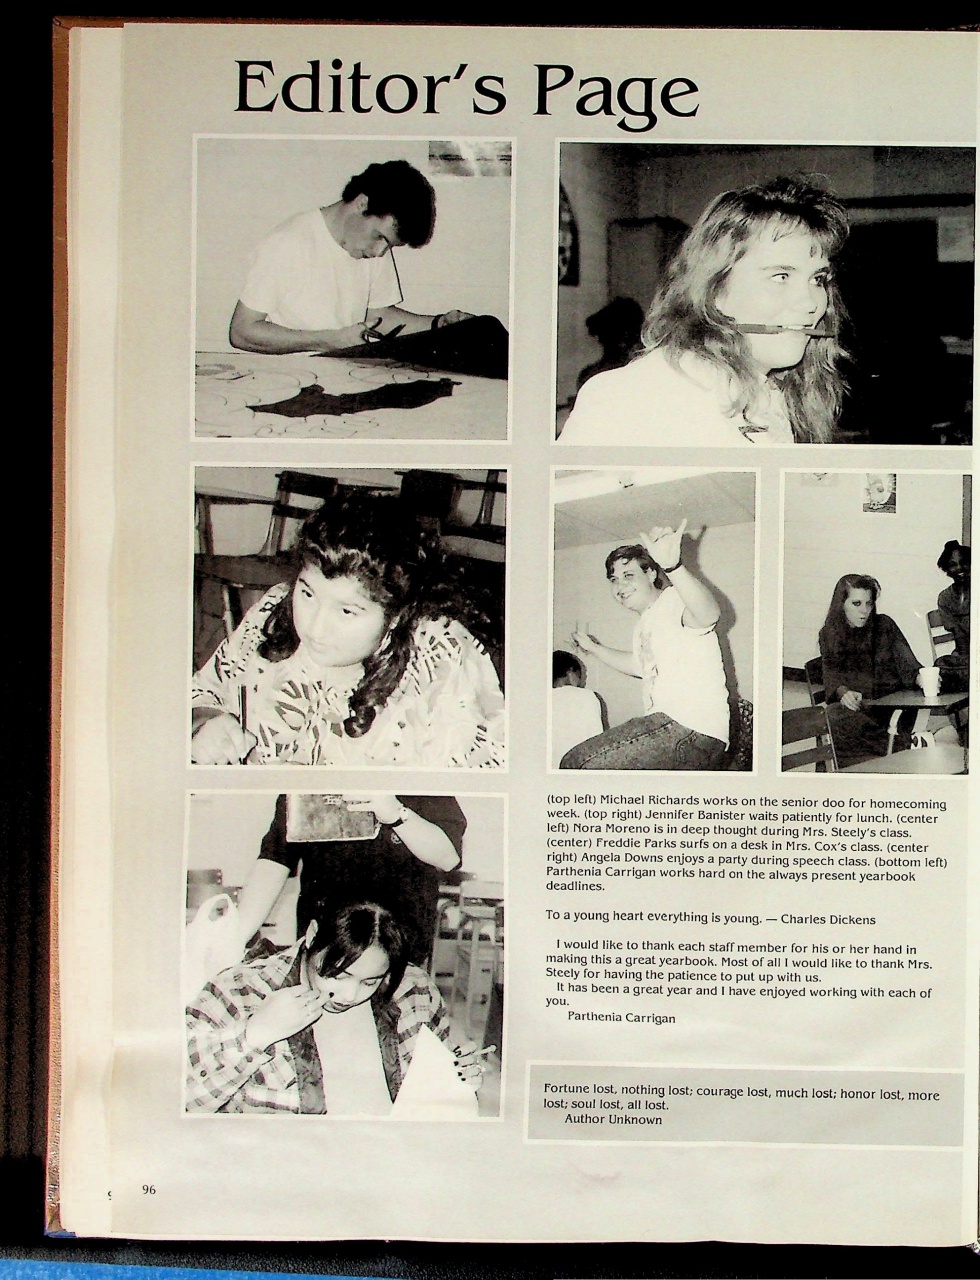 Editor's Page
(top left) Michael Richards works on the senior doo for homecoming
week. (top right) Jennifer Banister waits patiently for lunch. (center
left) Nora Moreno is in deep thought during Mrs. Steely's class.
(center) Freddie Parks surfs on a desk in Mrs. Cox's class. (center
right) Angela Downs enjoys a party during speech class. (bottom left)
Parthenia Carrigan works hard on the always present yearbook
deadlines.
To a young heart everything is young. — Charles Dickens
I would like to thank each staff member for his or her hand in
making this a great yearbook. Most of all I would like to thank Mrs.
Steely for having the patience to put up with us.
It has been a great year and I have enjoyed working with each of
you.
Parthenia Carrigan
Fortune lost, nothing lost; courage lost, much lost; honor lost, more
lost; soul lost, all lost.
Author Unknown
96